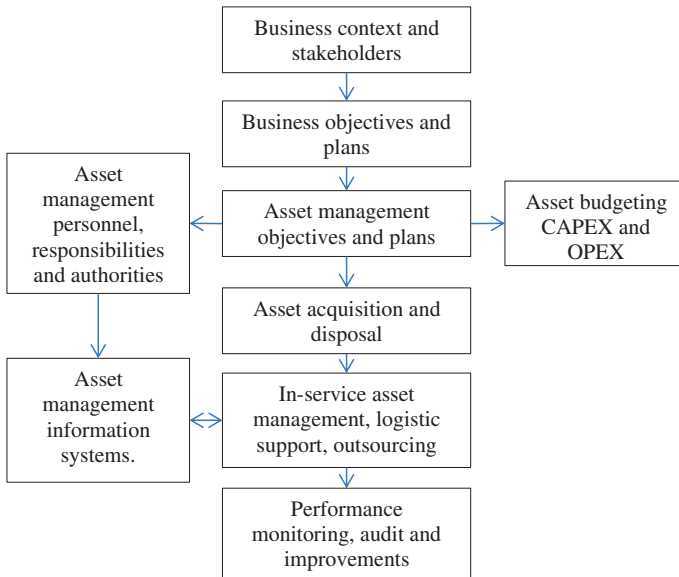 Business context and
stakeholders
Business objectives and
plans
Asset
management
personnel,
responsibilities
and authorities
Asset management
objectives and plans
Asset budgeting
CAPEX and
OPEX
Asset acquisition and
disposal
Asset
management
information
systems.
In-service asset
management, logistic
support, outsourcing
Performance
monitoring, audit and
improvements